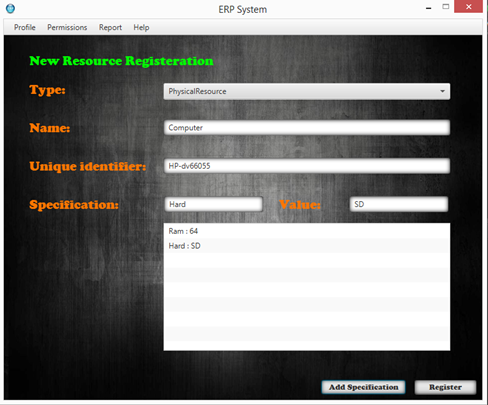 ERP System
Profile Permissions Report Help
New Resource Registeration
Type: PhysicalResource
Name: Computer
Unique identifier: HP-dv66055
Specification: Hard Value: SD
Ram : 64
Hard : SD
Add Specification Register